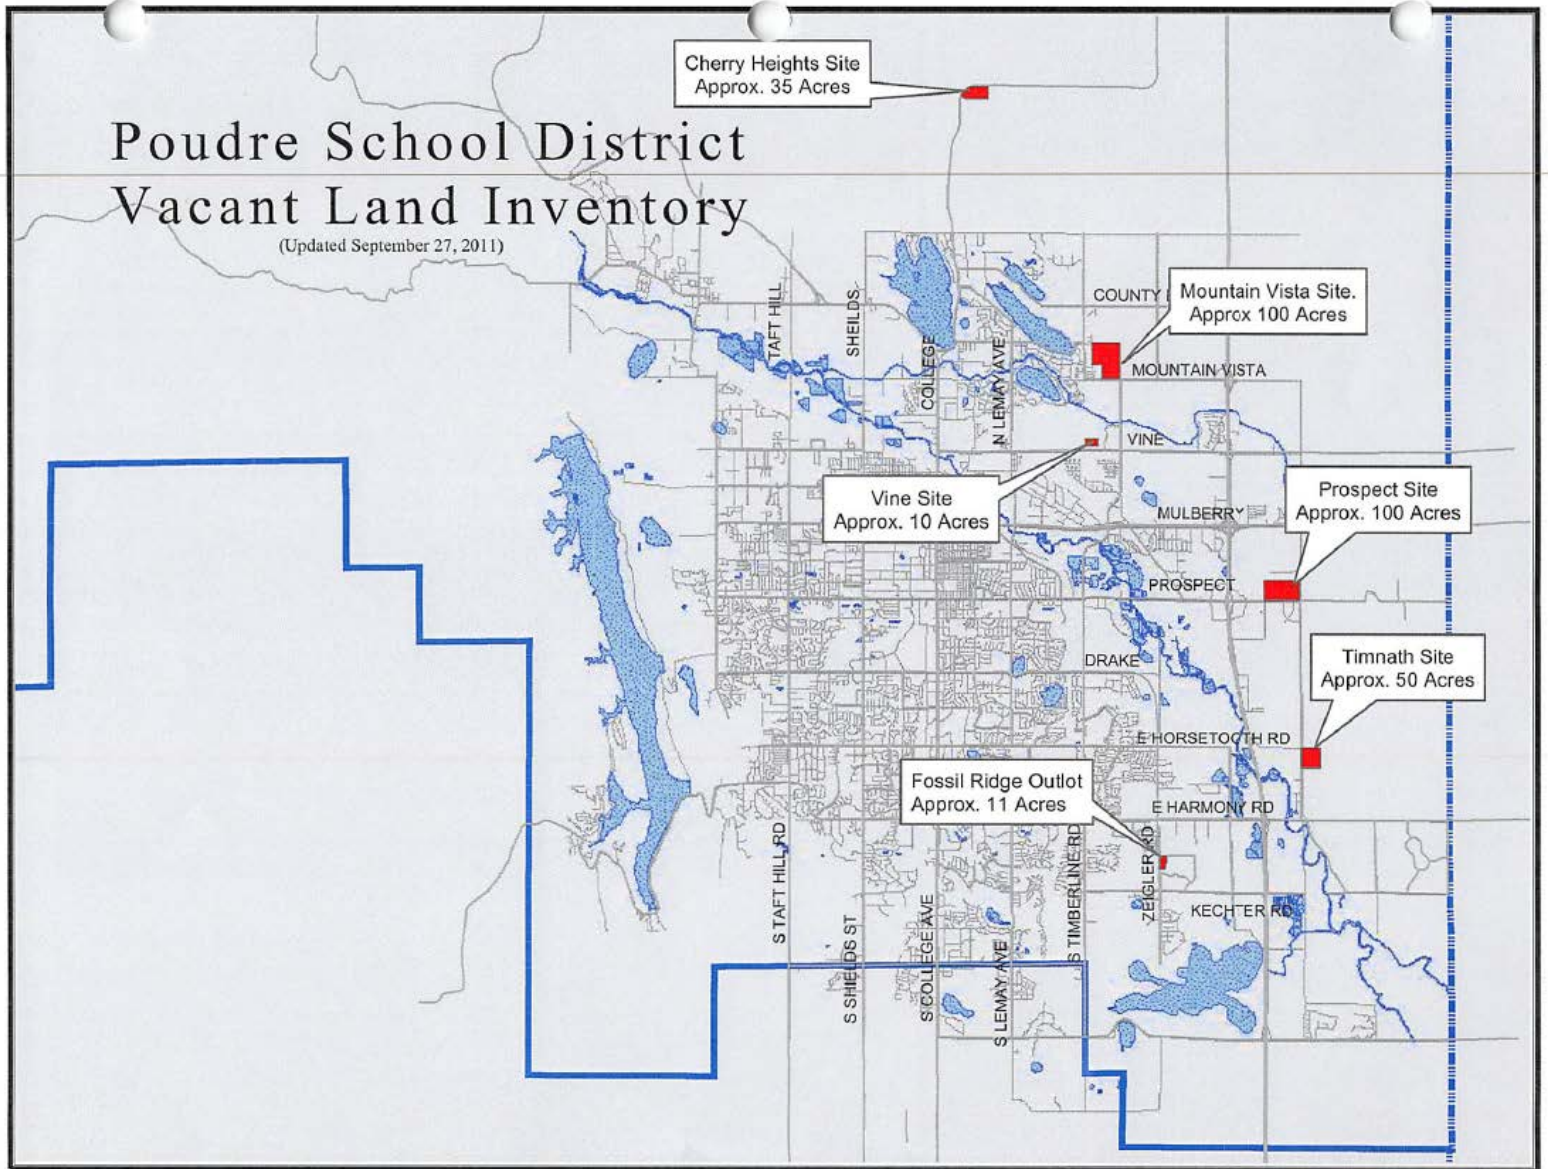 Cherry Heights Site
Approx. 35 Acres
Poudre School District
Vacant Land Inventory
(Updated September 27, 2011)
Mountain Vista Site.
Approx 100 Acres
COUNTY
TAFT HILL
SHEILDS
COLLEGE
N LEMAY AVE
MOUNTAIN VISTA
VINE
Vine Site
Approx. 10 Acres
Prospect Site
Approx. 100 Acres
MULBERRY
PROSPECT
DRAKE
Timnath Site
Approx. 50 Acres
E HORSETOOTH RD
Fossil Ridge Outlot
Approx. 11 Acres
E HARMONY RD
S TAFT HILL RD
S TIMBERLINE RD
ZEIGLER RD
KECHTER RD
S SHIELDS ST
S COLLEGE AVE
S LEMAY AVE